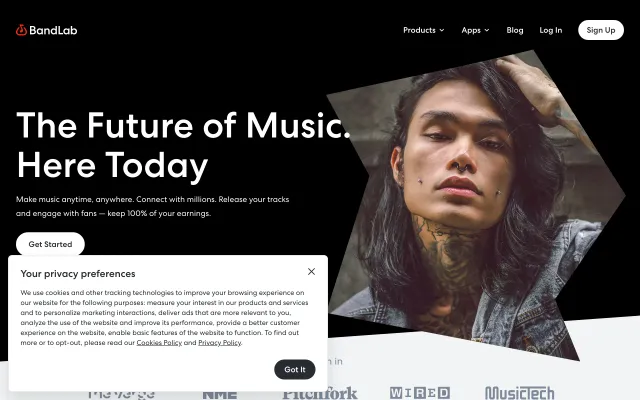 BandLab
Products
Apps
Blog
Log In
Sign Up
The Future of Music.
Here Today
Make music anytime, anywhere. Connect with millions. Release your tracks
and engage with fans — keep 100% of your earnings.
Get Started
Your privacy preferences
We use cookies and other tracking technologies to improve your browsing experience on
our website for the following purposes: measure your interest in our products and services
and to personalize marketing interactions, deliver ads that are more relevant to you,
analyze the use of the website and improve its performance, provide a better customer
experience on the website, enable basic features of the website to function. To find out
more or to opt-out, please read our Cookies Policy and Privacy Policy.
Got It
in
The Verge
NME
Pitchfork
WIRED
MusicTech